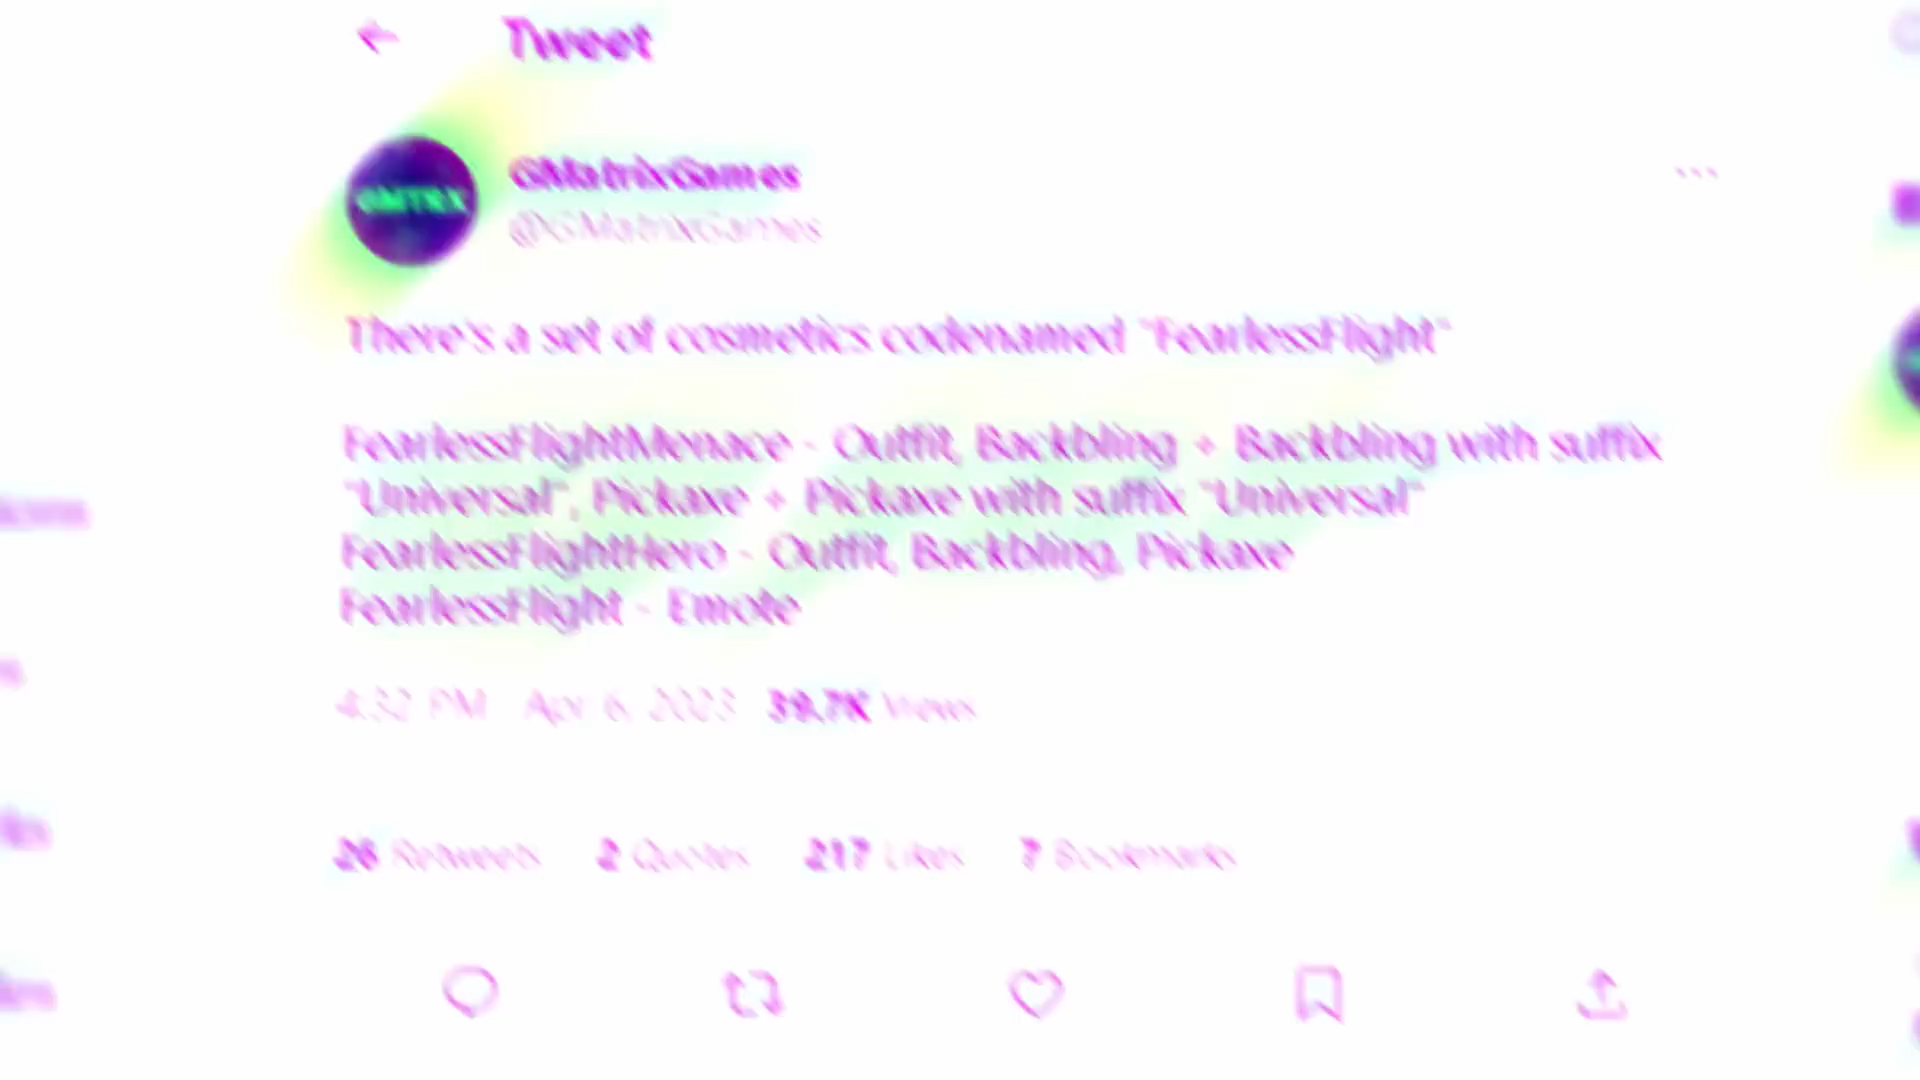 Tweet
GMatrixGames
@GMatrixGames
There's a set of cosmetics codenamed "FearlessFlight"
FearlessFlightMenace - Outfit, Backbling + Backbling with suffix
"Universal", Pickaxe + Pickaxe with suffix "Universal"
FearlessFlightHero - Outfit, Backbling, Pickaxe
FearlessFlight - Emote
4:32 PM Apr 6, 2023 39.7K Views
26 Retweets 2 Quotes 217 Likes 7 Bookmarks